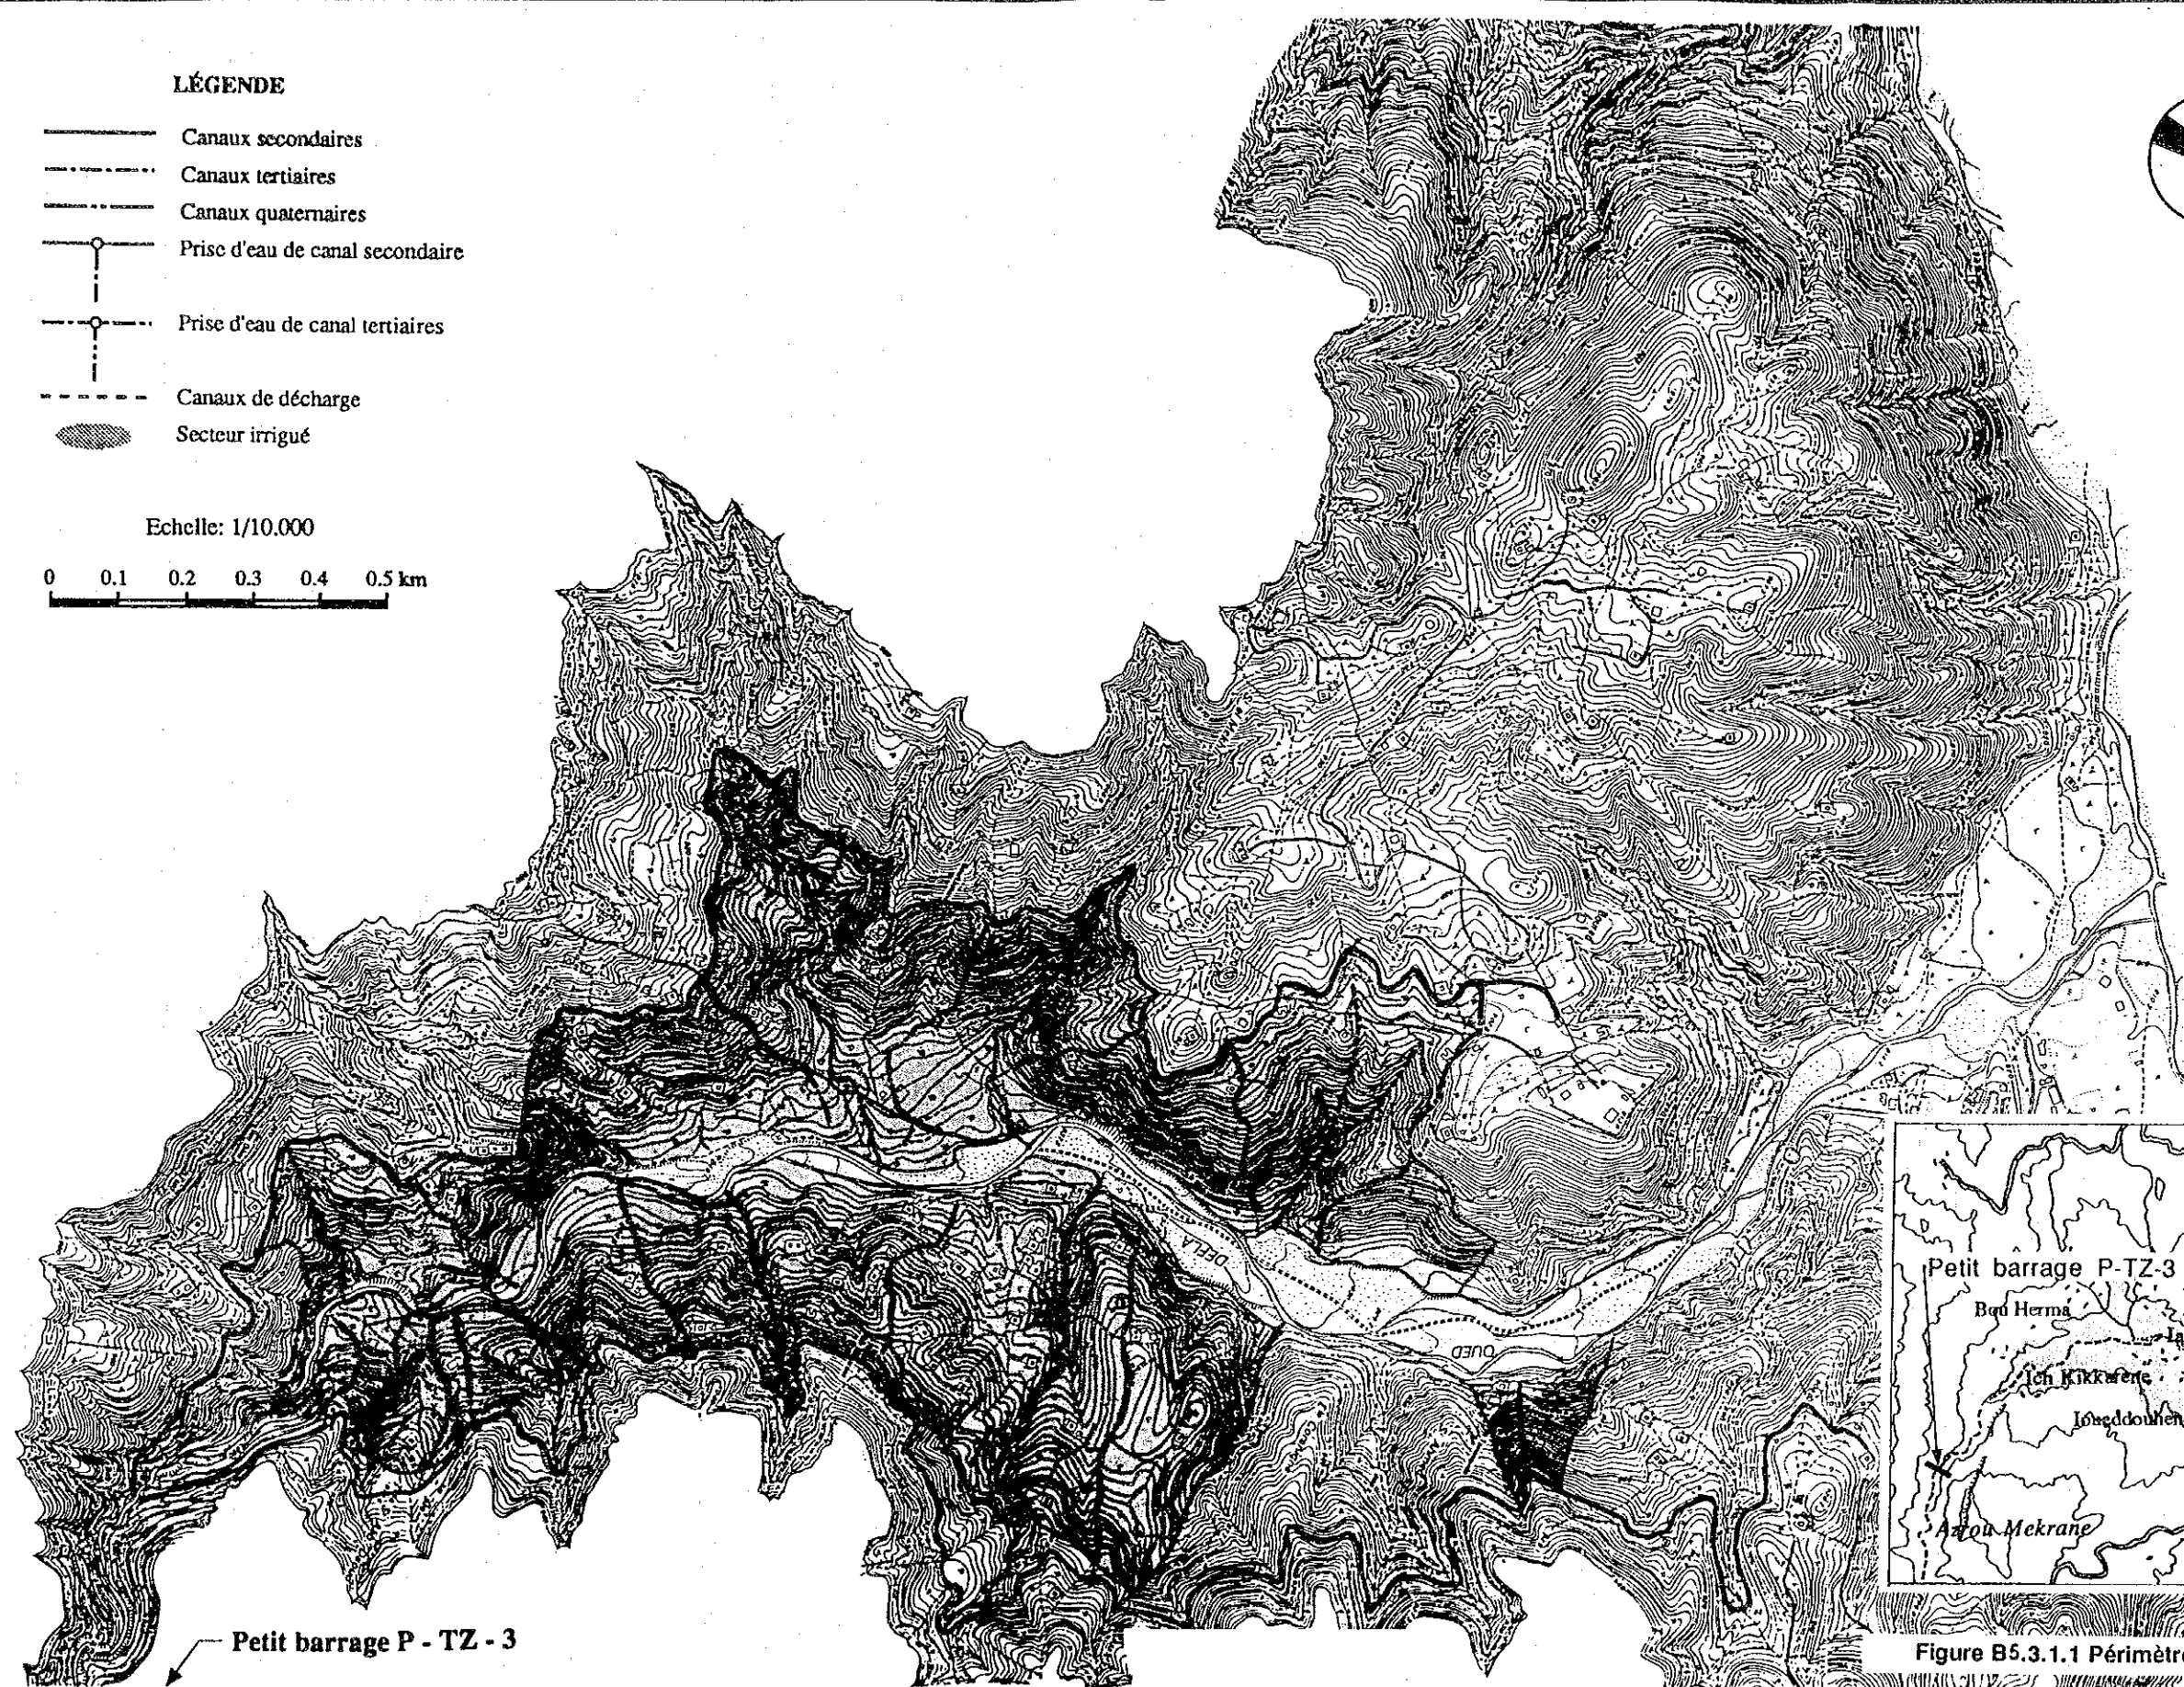 LÉGENDE
Canaux secondaires
Canaux tertiaires
Canaux quaternaires
Prise d'eau de canal secondaire
Prise d'eau de canal tertiaires
Canaux de décharge
Secteur irrigué
Echelle: 1/10.000
0 0.1 0.2 0.3 0.4 0.5 km
DEFLA
OUED
Petit bârrage P-TZ-3
Bou Herma
Ich Kikkerene
Azrou Mekrane
Petit barrage P - TZ - 3
Figure B5.3.1.1 Périmètre